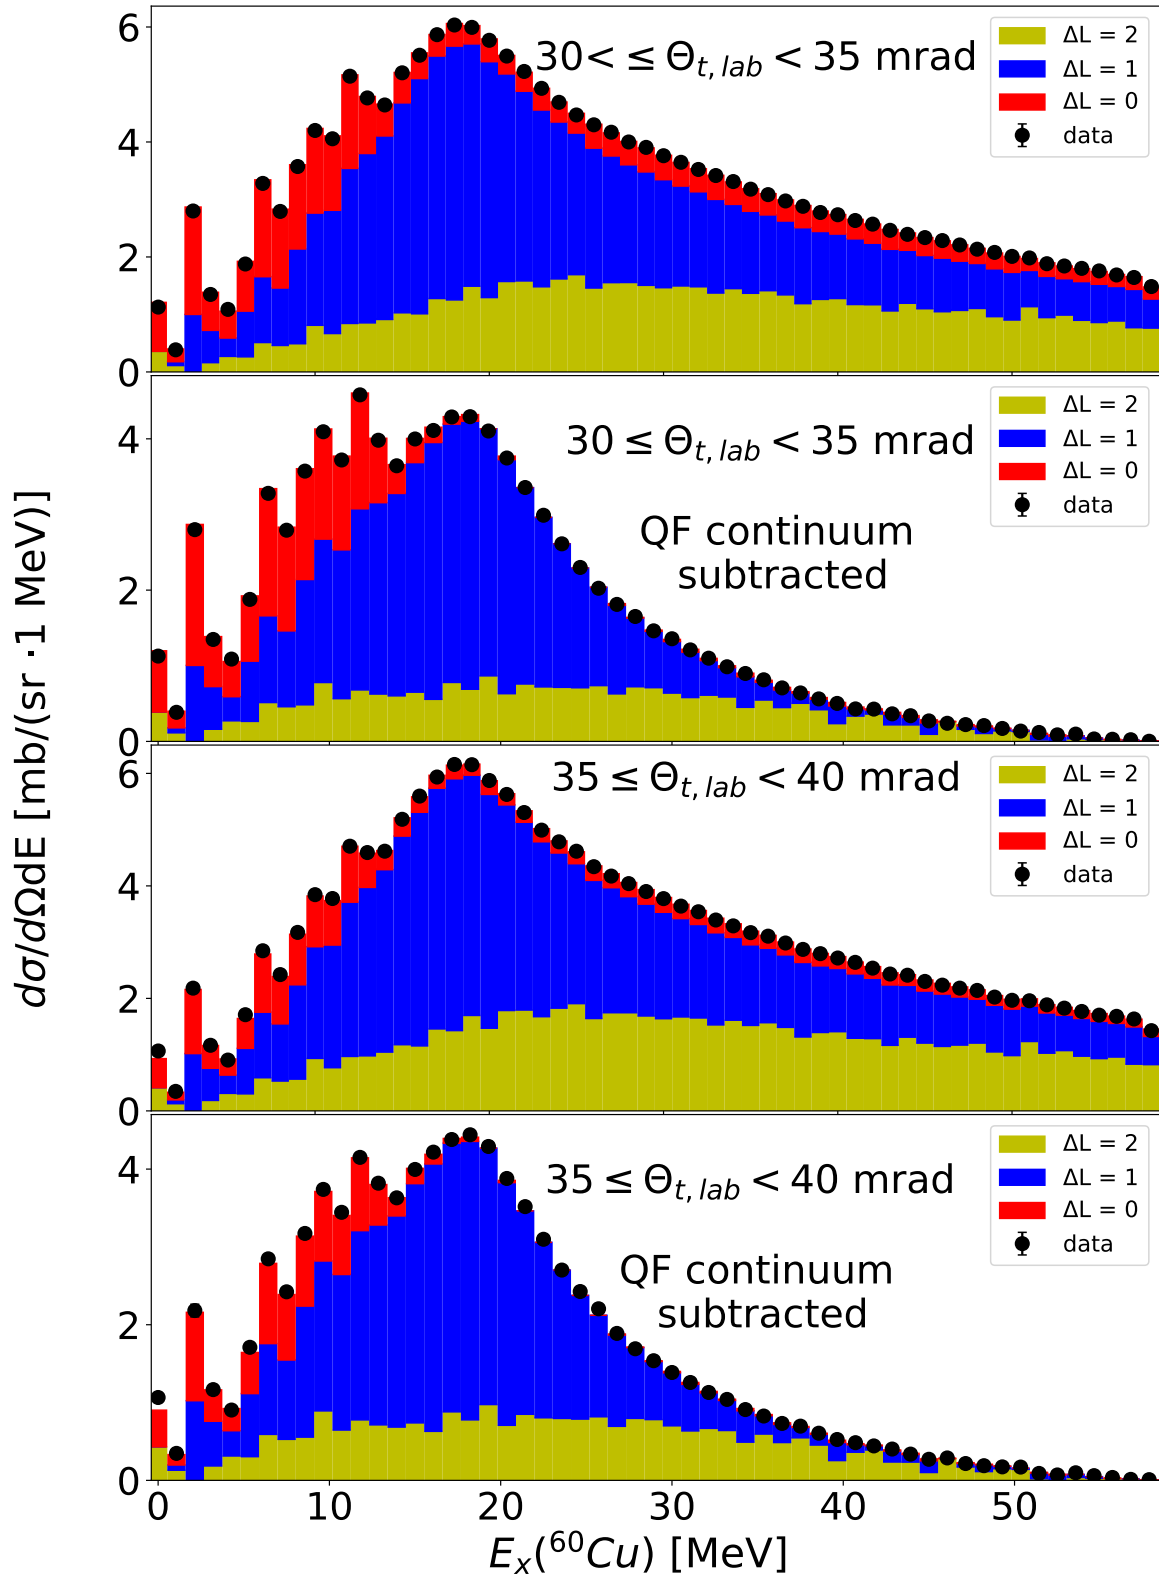 dσ/dΩdE [mb/(sr ·1 MeV)]
6
4
2
0
30< ≤ Θt, lab < 35 mrad
ΔL = 2
ΔL = 1
ΔL = 0
data
4
2
0
30 ≤ Θt, lab < 35 mrad
QF continuum
subtracted
ΔL = 2
ΔL = 1
ΔL = 0
data
6
4
2
0
35 ≤ Θt, lab < 40 mrad
ΔL = 2
ΔL = 1
ΔL = 0
data
4
2
0
35 ≤ Θt, lab < 40 mrad
QF continuum
subtracted
ΔL = 2
ΔL = 1
ΔL = 0
data
0 10 20 30 40 50
Ex(⁶⁰Cu) [MeV]